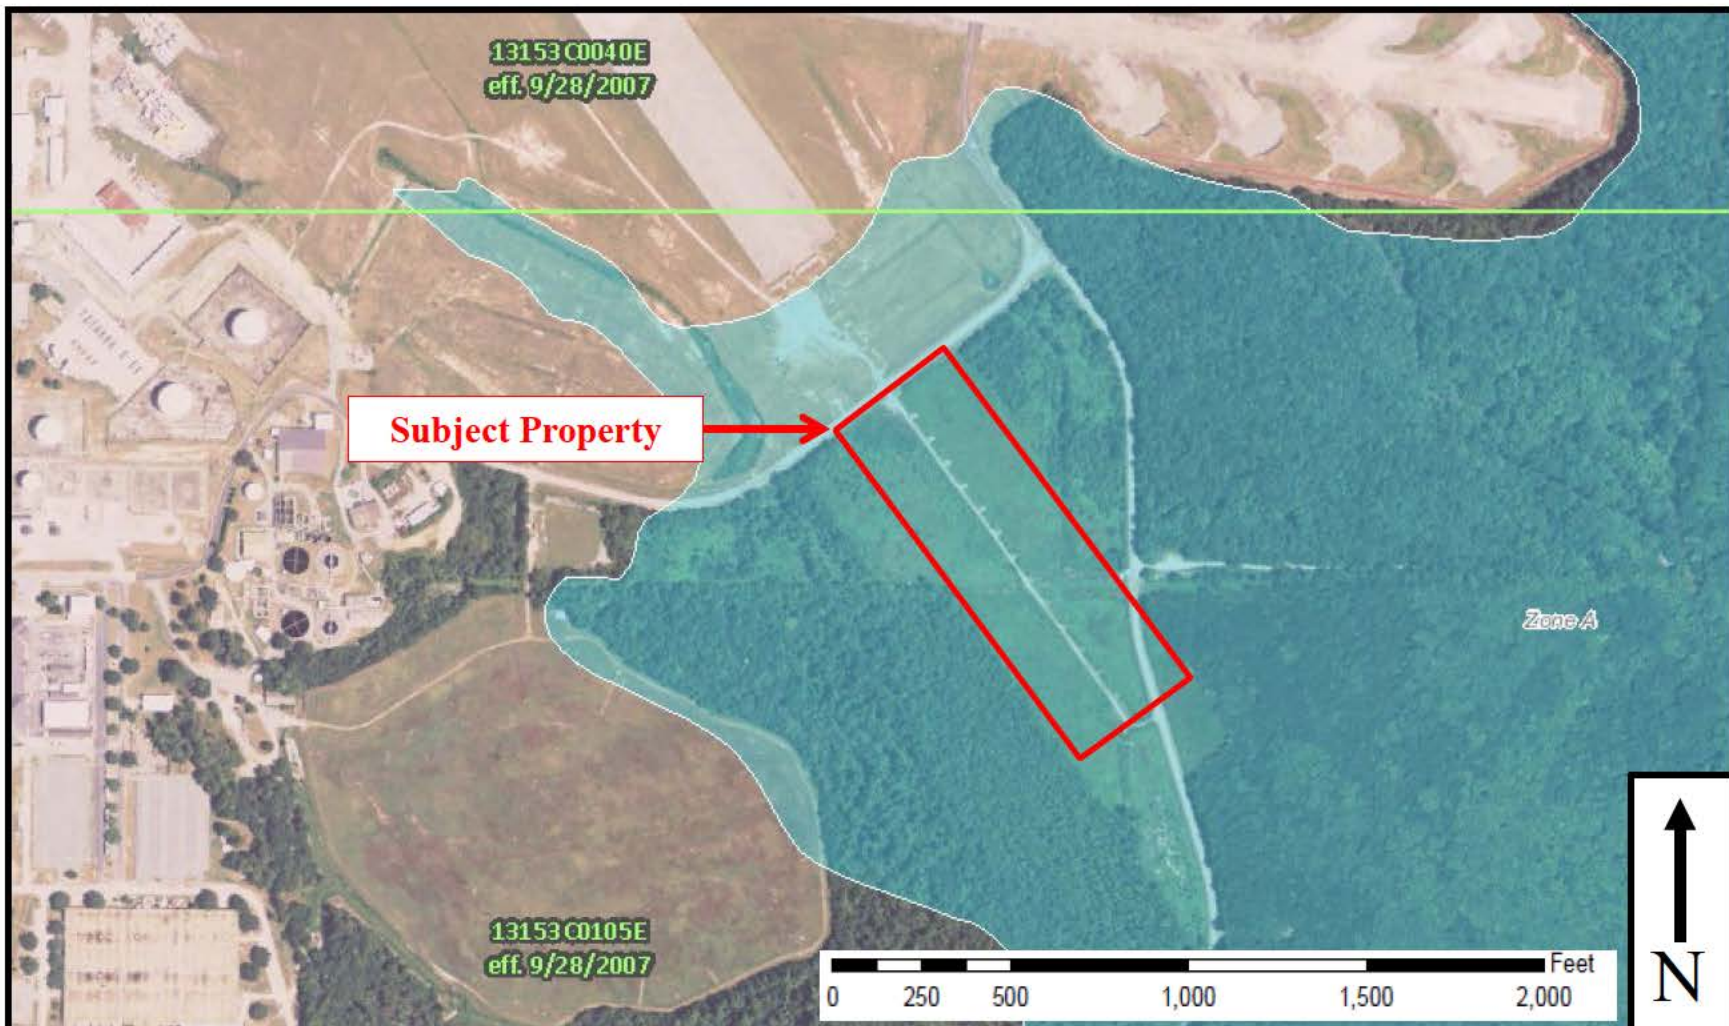 13153C0040E
eff. 9/28/2007
Subject Property
Zone A
13153C0105E
eff. 9/28/2007
Feet
0 250 500 1,000 1,500 2,000
N